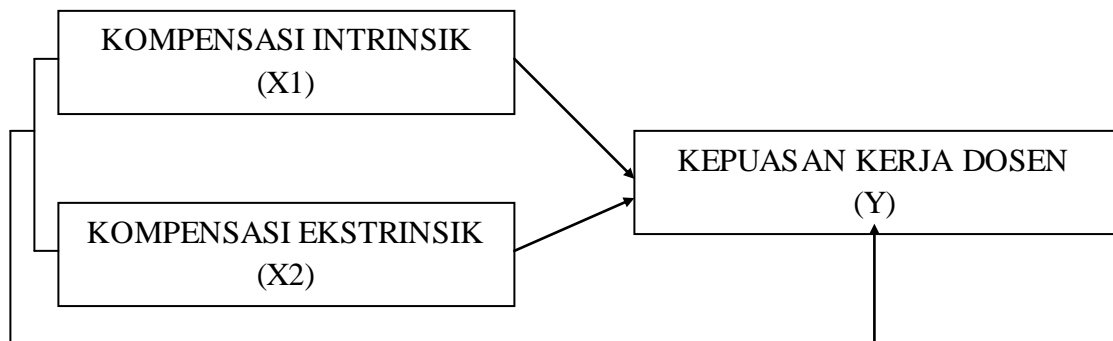 KOMPENSASI INTRINSIK
(X1)
KEPUASAN KERJA DOSEN
(Y)
KOMPENSASI EKSTRINSIK
(X2)